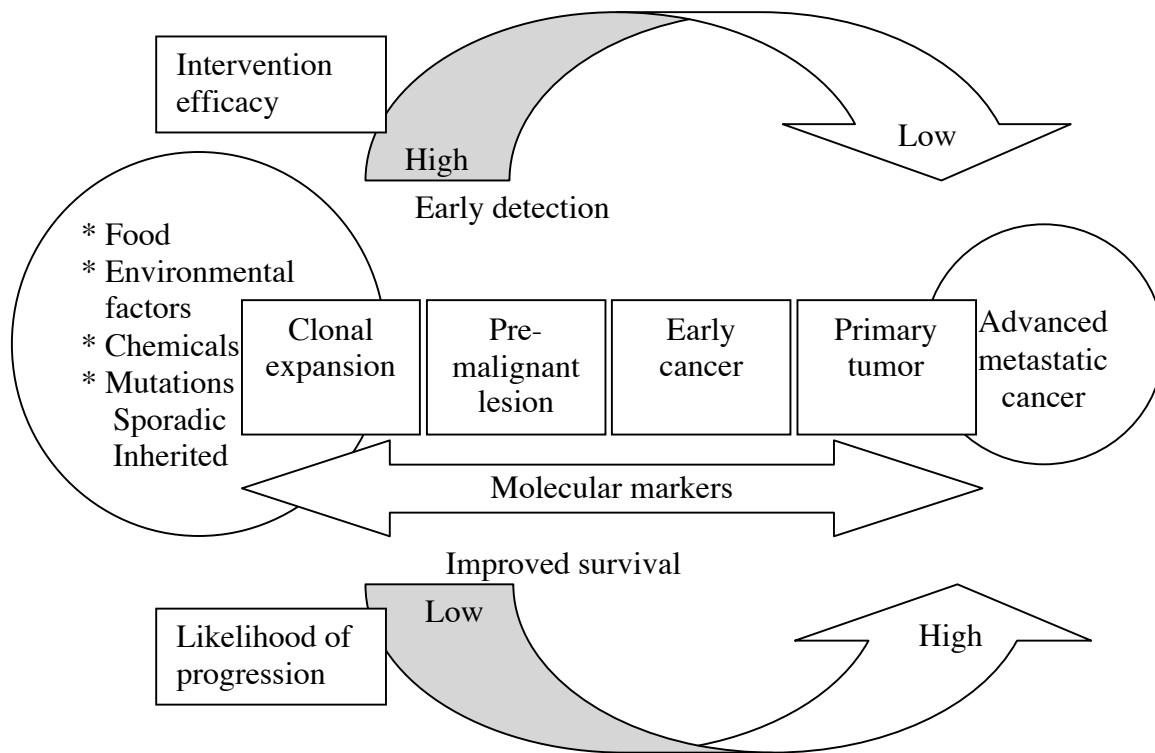 Intervention
efficacy
High
Low
Early detection
* Food
* Environmental
factors
* Chemicals
* Mutations
Sporadic
Inherited
Clonal
expansion
Pre-
malignant
lesion
Early
cancer
Primary
tumor
Advanced
metastatic
cancer
Molecular markers
Improved survival
Low
High
Likelihood of
progression